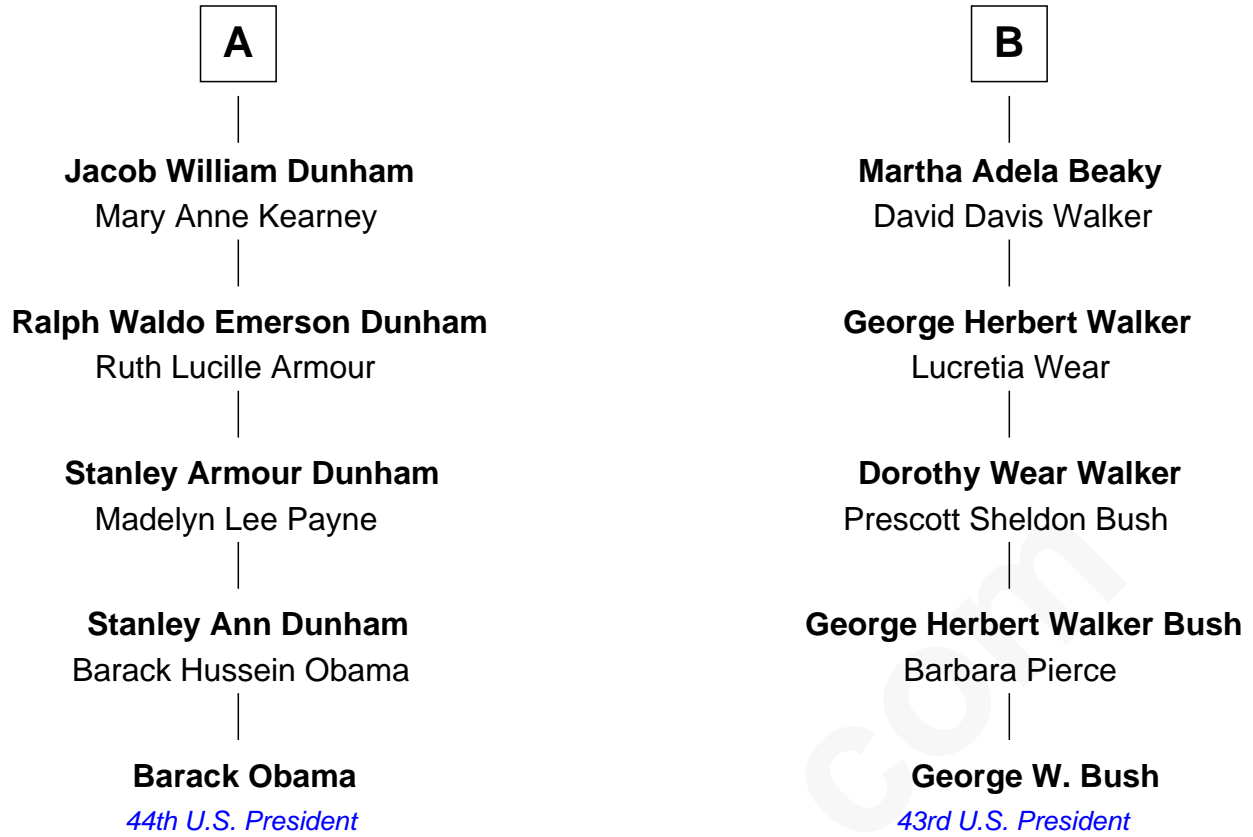 A
Jacob William Dunham
Mary Anne Kearney
Ralph Waldo Emerson Dunham
Ruth Lucille Armour
Stanley Armour Dunham
Madelyn Lee Payne
Stanley Ann Dunham
Barack Hussein Obama
Barack Obama
44th U.S. President
B
Martha Adela Beaky
David Davis Walker
George Herbert Walker
Lucretia Wear
Dorothy Wear Walker
Prescott Sheldon Bush
George Herbert Walker Bush
Barbara Pierce
George W. Bush
43rd U.S. President
com